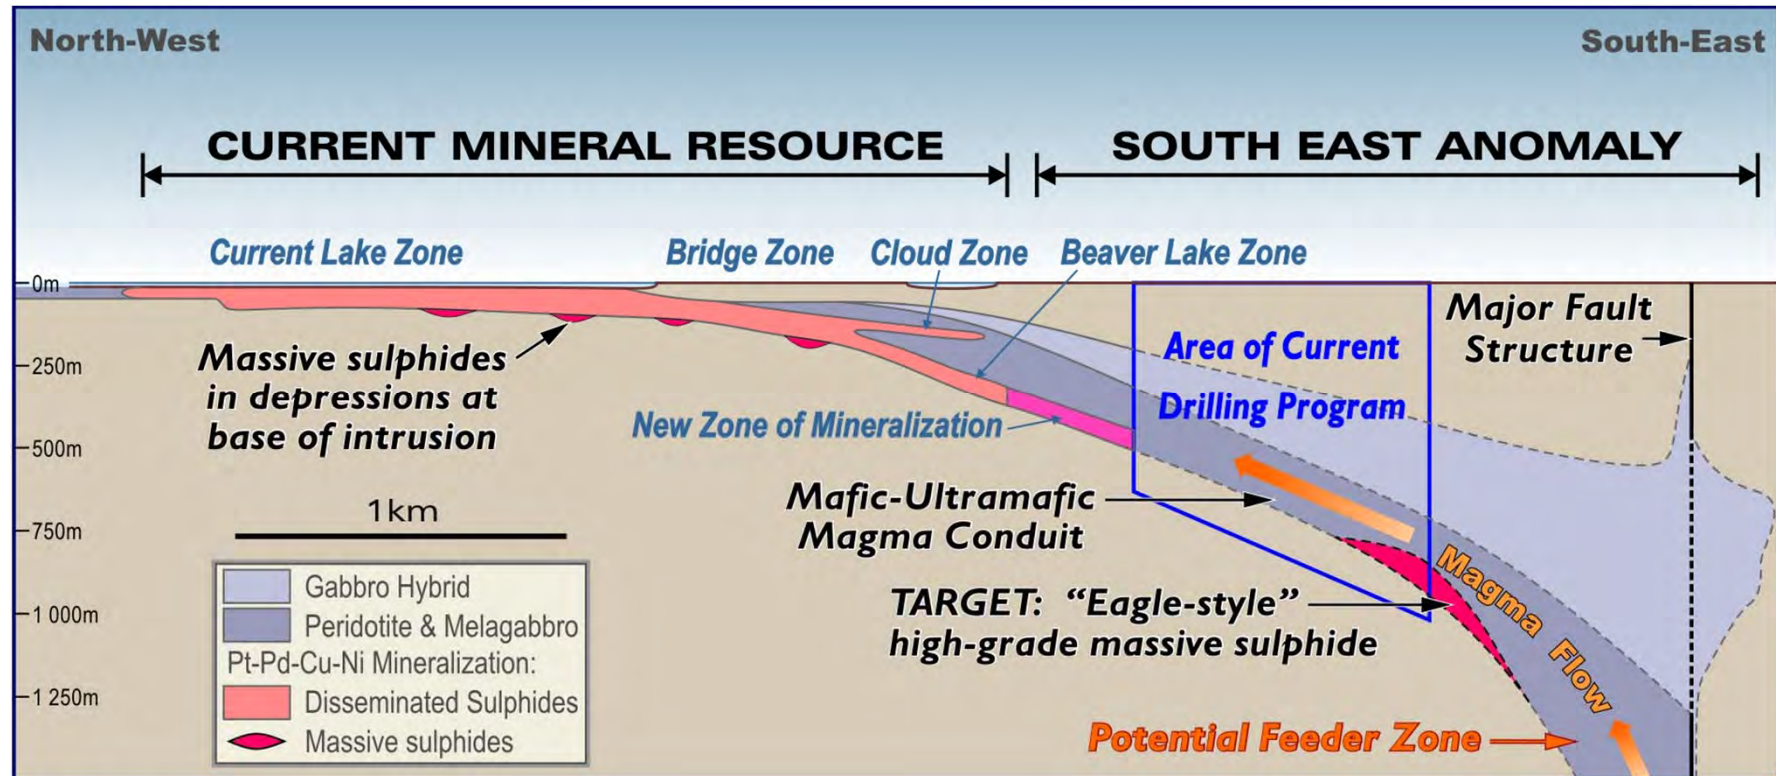 North-West
South-East
CURRENT MINERAL RESOURCE
SOUTH EAST ANOMALY
Current Lake Zone
Bridge Zone
Cloud Zone
Beaver Lake Zone
0m
250m
500m
750m
1 000m
1 250m
Massive sulphides
in depressions at
base of intrusion
New Zone of Mineralization
Area of Current
Drilling Program
Major Fault
Structure
Mafic-Ultramafic
Magma Conduit
TARGET: “Eagle-style”
high-grade massive sulphide
Magma Flow
Potential Feeder Zone
1km
Gabbro Hybrid
Peridotite & Melagabbro
Pt-Pd-Cu-Ni Mineralization:
Disseminated Sulphides
Massive sulphides